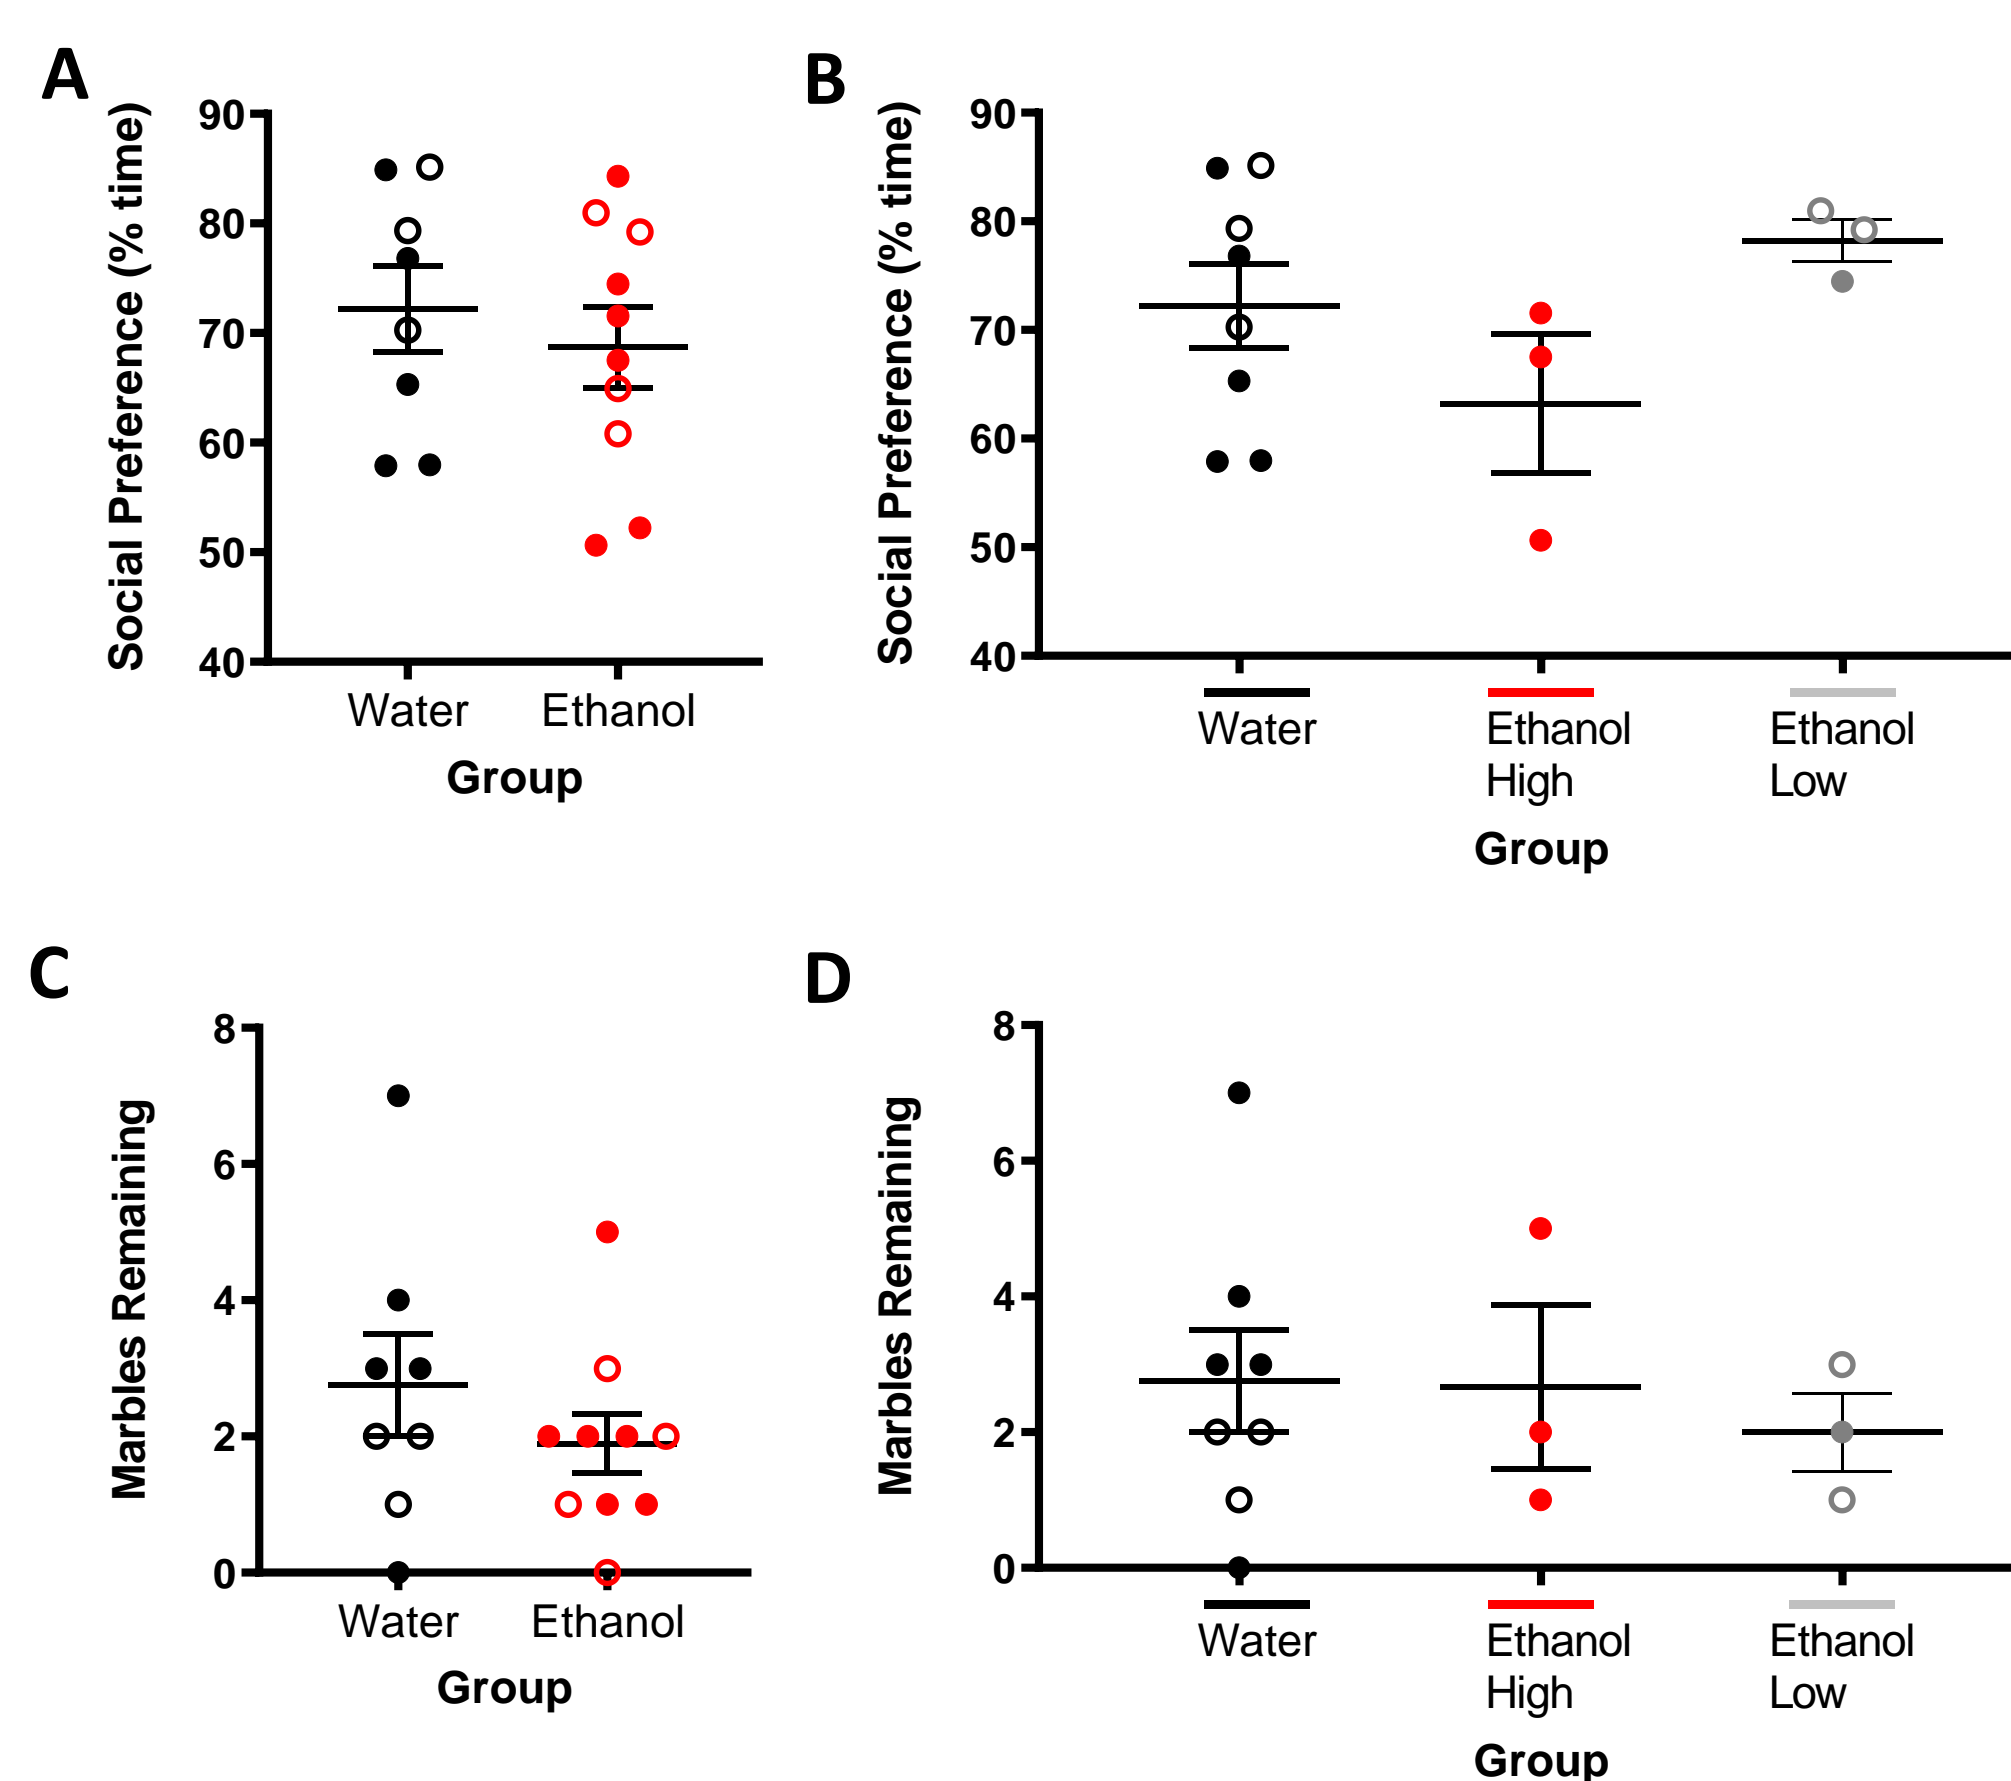 A
Social Preference (% time)
90
80
70
60
50
40
Water
Ethanol
Group
B
Social Preference (% time)
90
80
70
60
50
40
Water
Ethanol
High
Ethanol
Low
Group
C
Marbles Remaining
8
6
4
2
0
Water
Ethanol
Group
D
Marbles Remaining
8
6
4
2
0
Water
Ethanol
High
Ethanol
Low
Group